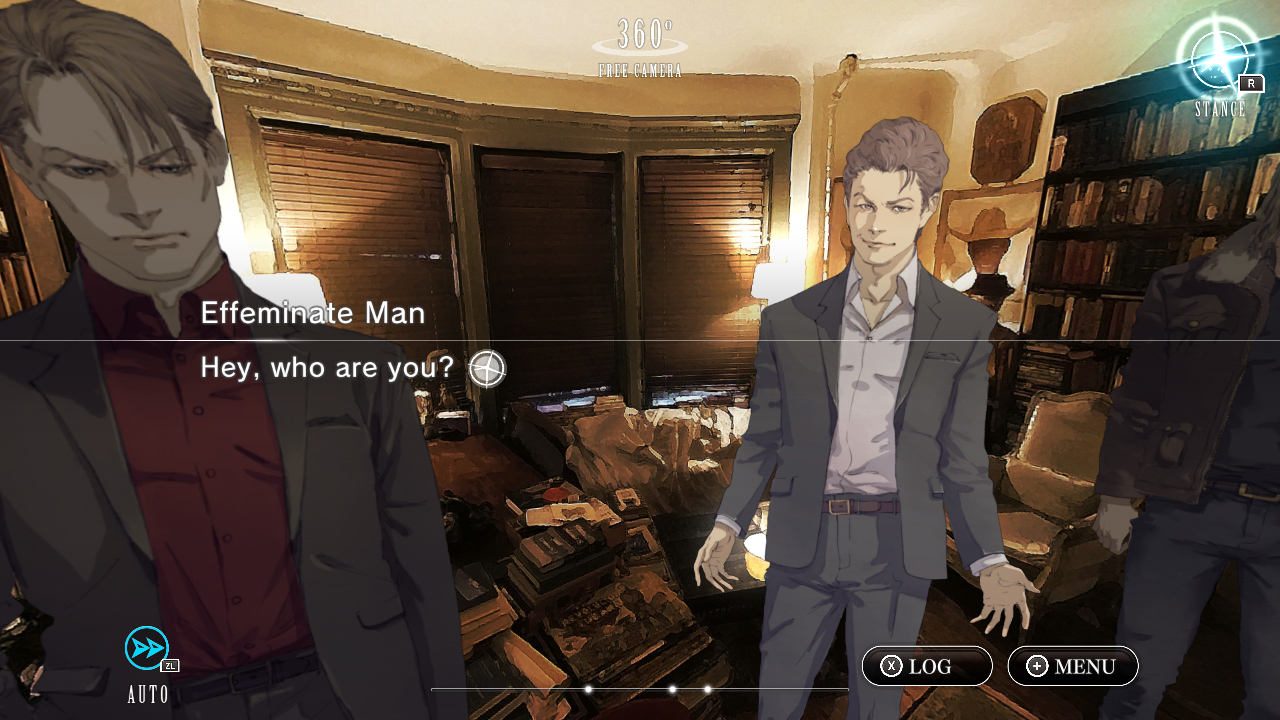 360°
FREE CAMERA
R
STANCE
Effeminate Man
Hey, who are you?
ZL
AUTO
X LOG
+ MENU